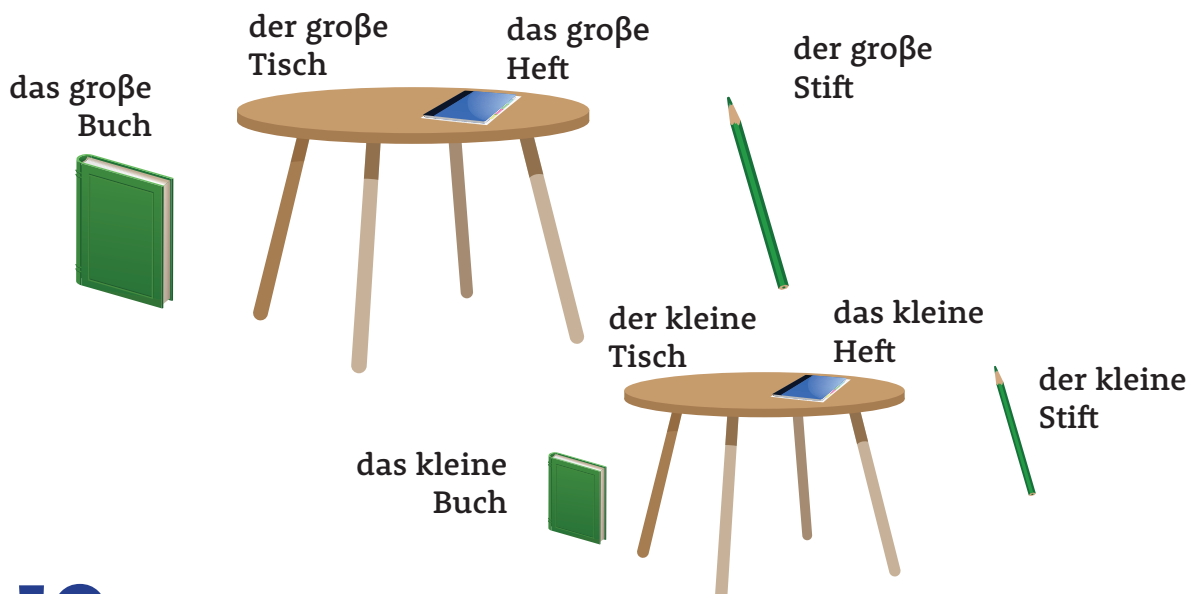 das große
Buch
der große
Tisch
das große
Heft
der große
Stift
der kleine
Tisch
das kleine
Heft
der kleine
Stift
das kleine
Buch